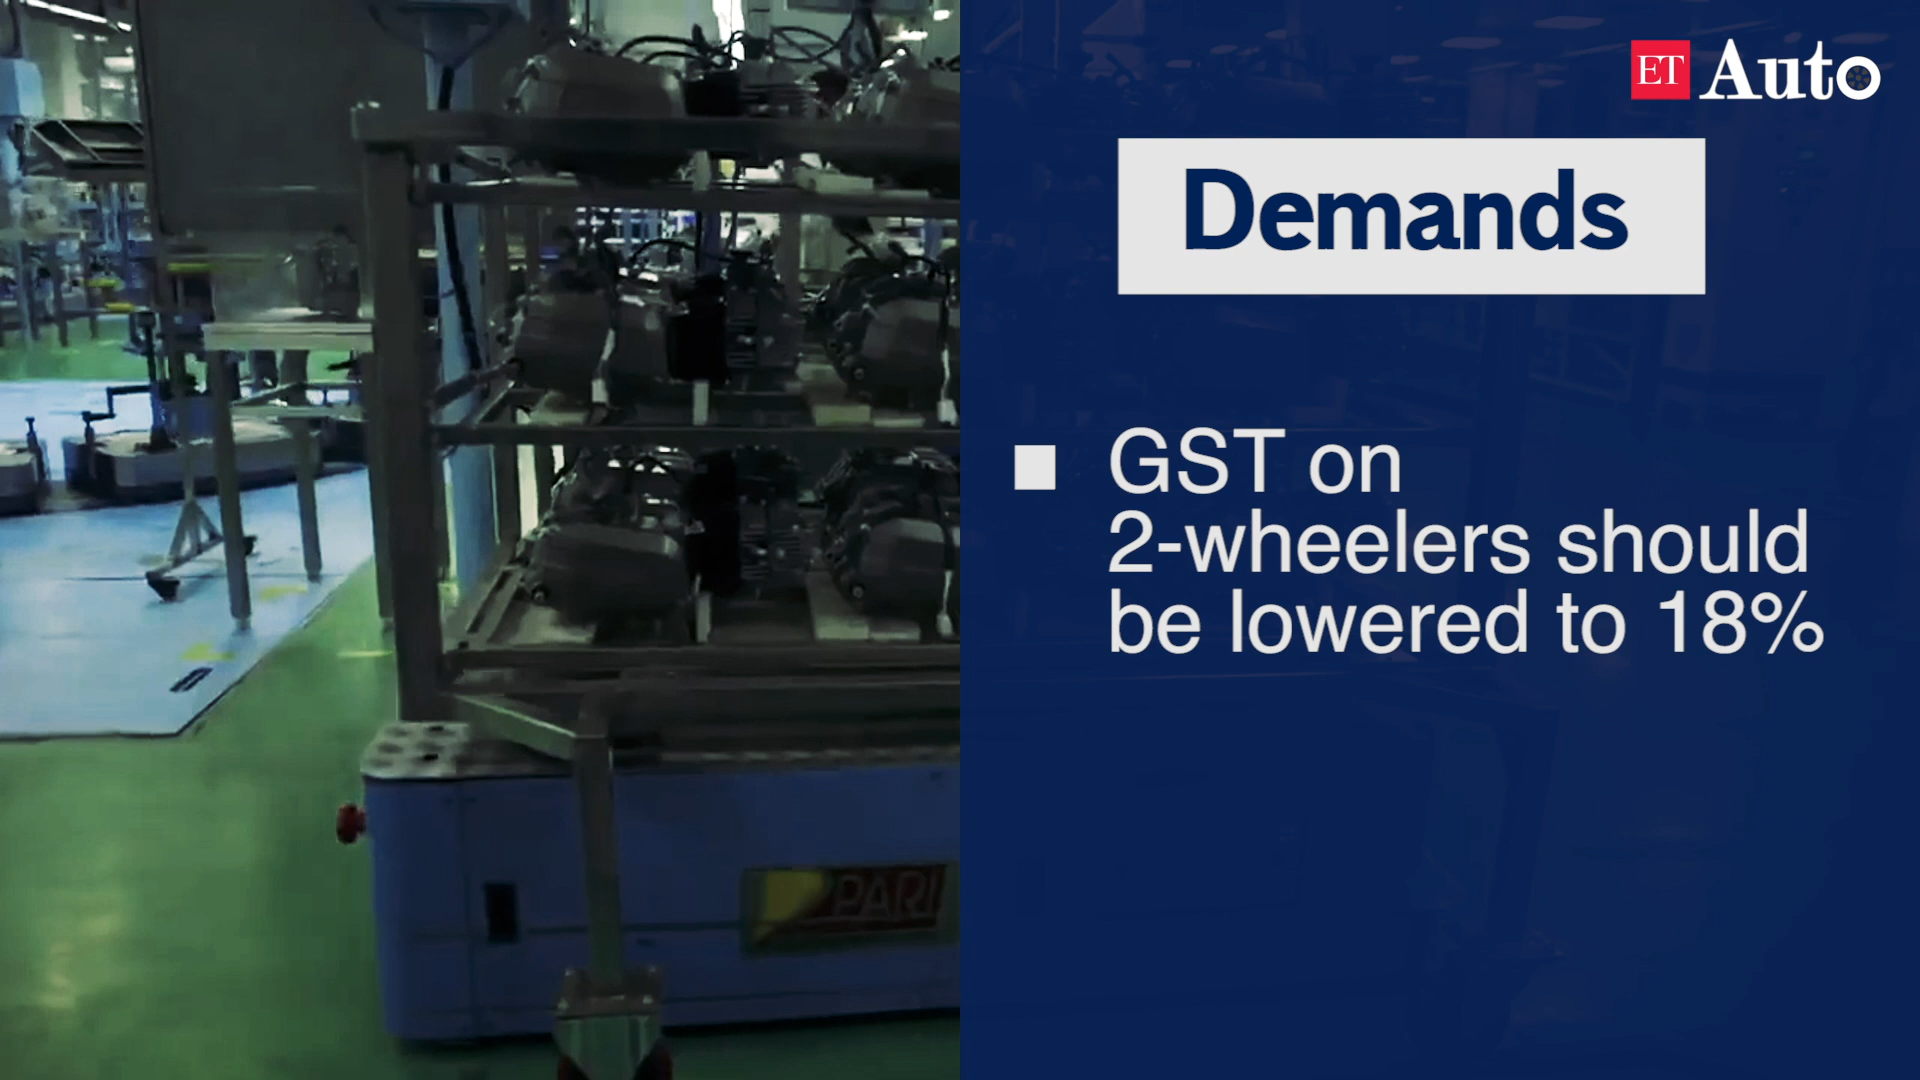 ET Auto
Demands
GST on
2-wheelers should
be lowered to 18%
PARI